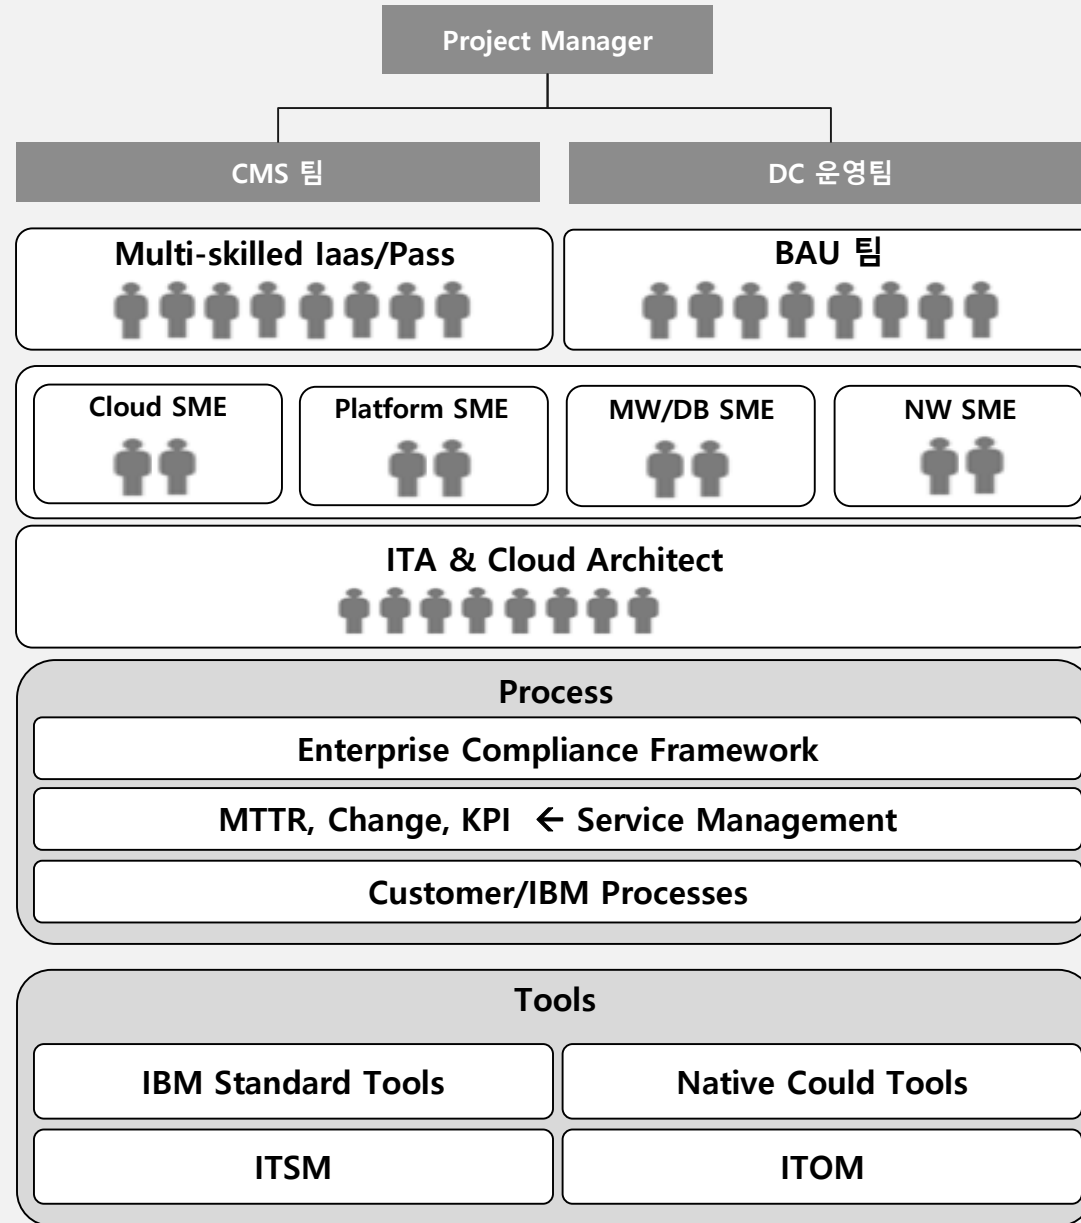 Project Manager
CMS 팀
DC 운영팀
Multi-skilled Iaas/Pass
BAU 팀
Cloud SME
Platform SME
MW/DB SME
NW SME
ITA & Cloud Architect
Process
Enterprise Compliance Framework
MTTR, Change, KPI ← Service Management
Customer/IBM Processes
Tools
IBM Standard Tools
Native Could Tools
ITSM
ITOM